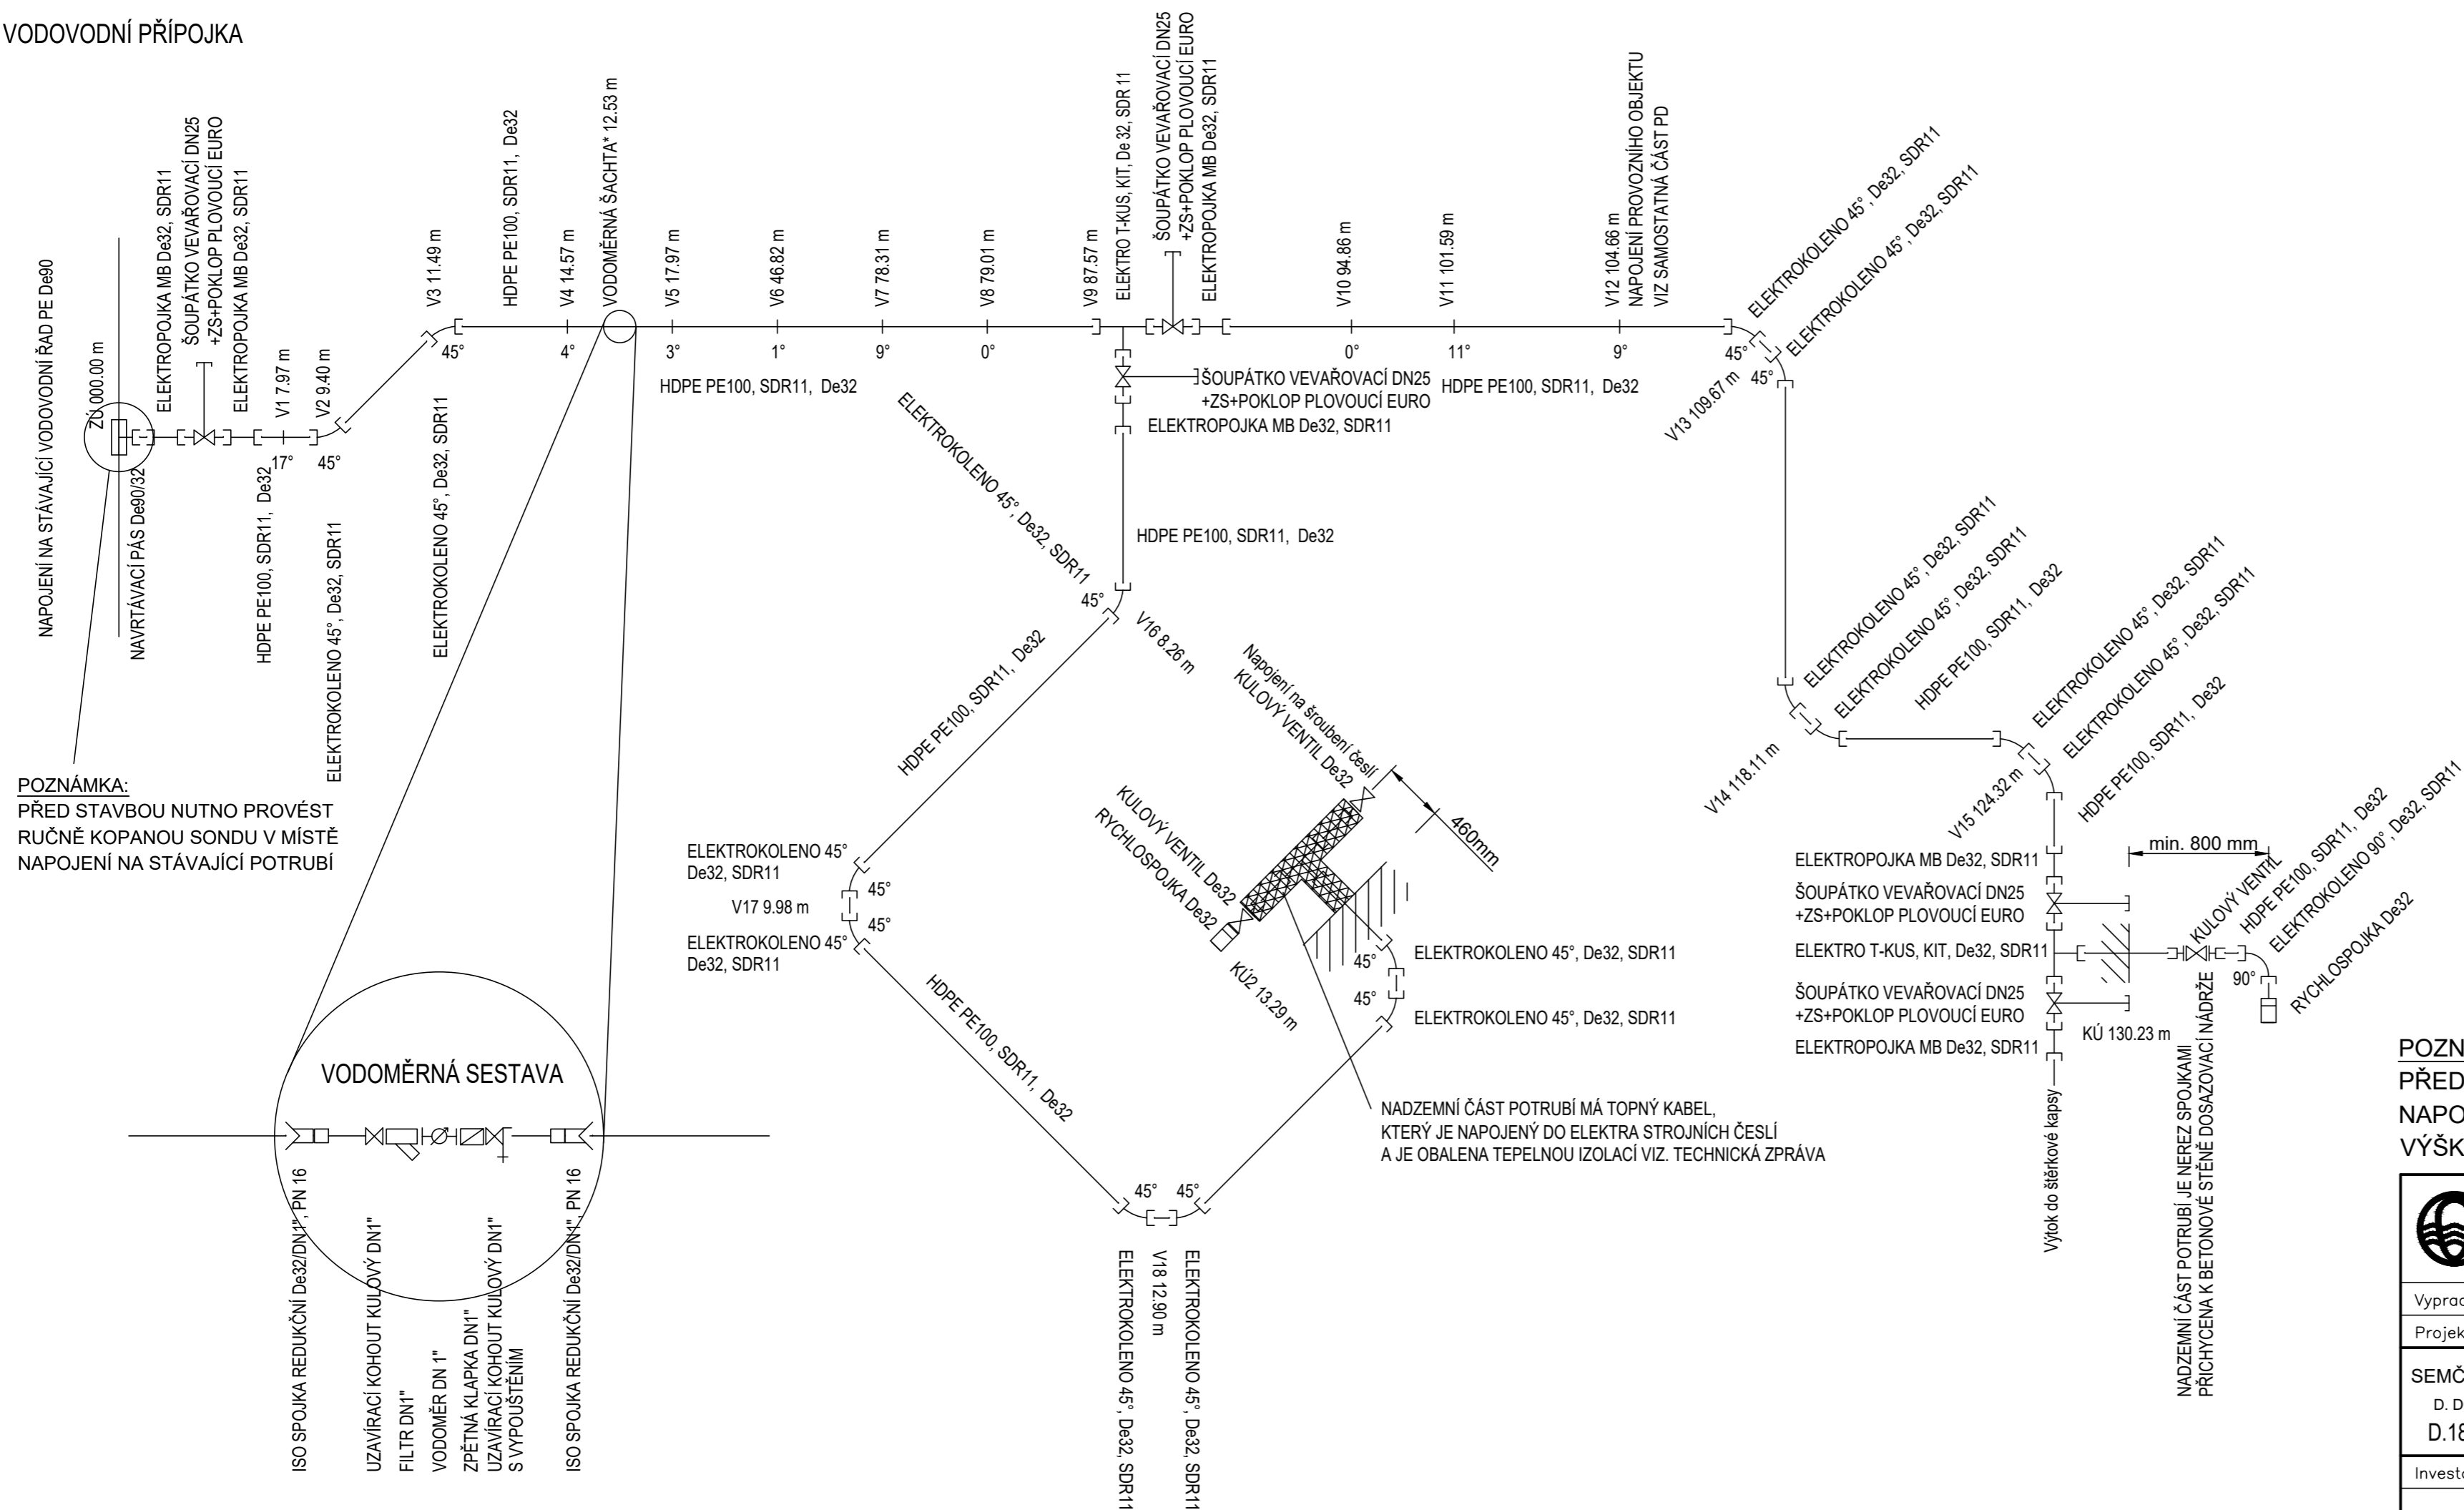 VODOVODNÍ PŘÍPOJKA
NAPOJENÍ NA STÁVAJÍCÍ VODOVODNÍ ŘAD PE De90
ZÚ 000.00 m
NAVRTÁVACÍ PÁS De90/32
ELEKTROPOJKA MB De32, SDR11
ŠOUPÁTKO VEVAŘOVACÍ DN25
+ZS+POKLOP PLOVOUCÍ EURO
ELEKTROPOJKA MB De32, SDR11
HDPE PE100, SDR11, De32
V1 7.97 m
17°
V2 9.40 m
45°
ELEKTROKOLENO 45°, De32, SDR11
V3 11.49 m
45°
ELEKTROKOLENO 45°, De32, SDR11
HDPE PE100, SDR11, De32
V4 14.57 m
4°
VODOMĚRNÁ ŠACHTA* 12.53 m
V5 17.97 m
3°
HDPE PE100, SDR11, De32
V6 46.82 m
1°
V7 78.31 m
9°
V8 79.01 m
0°
V9 87.57 m
ELEKTRO T-KUS, KIT, De 32, SDR 11
ŠOUPÁTKO VEVAŘOVACÍ DN25
+ZS+POKLOP PLOVOUCÍ EURO
ELEKTROPOJKA MB De32, SDR11
V10 94.86 m
0°
V11 101.59 m
11°
HDPE PE100, SDR11, De32
V12 104.66 m
NAPOJENÍ PROVOZNÍHO OBJEKTU
VIZ SAMOSTATNÁ ČÁST PD
9°
ELEKTROKOLENO 45°, De32, SDR11
ELEKTROKOLENO 45°, De32, SDR11
45°
45°
V13 109.67 m
ŠOUPÁTKO VEVAŘOVACÍ DN25
+ZS+POKLOP PLOVOUCÍ EURO
ELEKTROPOJKA MB De32, SDR11
HDPE PE100, SDR11, De32
ELEKTROKOLENO 45°, De32, SDR11
45°
V16 8.26 m
HDPE PE100, SDR11, De32
ELEKTROKOLENO 45°
De32, SDR11
45°
V17 9.98 m
45°
ELEKTROKOLENO 45°
De32, SDR11
HDPE PE100, SDR11, De32
45°
45°
ELEKTROKOLENO 45°, De32, SDR11
V18 12.90 m
ELEKTROKOLENO 45°, De32, SDR11
Napojení na šroubení česlí
KULOVÝ VENTIL De32
KULOVÝ VENTIL De32
RYCHLOSPOJKA De32
460mm
KÚ2 13.29 m
45°
ELEKTROKOLENO 45°, De32, SDR11
45°
ELEKTROKOLENO 45°, De32, SDR11
NADZEMNÍ ČÁST POTRUBÍ MÁ TOPNÝ KABEL,
KTERÝ JE NAPOJENÝ DO ELEKTRA STROJNÍCH ČESLÍ
A JE OBALENA TEPELNOU IZOLACÍ VIZ. TECHNICKÁ ZPRÁVA
ELEKTROKOLENO 45°, De32, SDR11
ELEKTROKOLENO 45°, De32, SDR11
HDPE PE100, SDR11, De32
V14 118.11 m
ELEKTROKOLENO 45°, De32, SDR11
ELEKTROKOLENO 45°, De32, SDR11
HDPE PE100, SDR11, De32
V15 124.32 m
ELEKTROPOJKA MB De32, SDR11
ŠOUPÁTKO VEVAŘOVACÍ DN25
+ZS+POKLOP PLOVOUCÍ EURO
ELEKTRO T-KUS, KIT, De32, SDR11
ŠOUPÁTKO VEVAŘOVACÍ DN25
+ZS+POKLOP PLOVOUCÍ EURO
ELEKTROPOJKA MB De32, SDR11
min. 800 mm
KULOVÝ VENTIL
HDPE PE100, SDR11, De32
ELEKTROKOLENO 90°, De32, SDR11
90°
RYCHLOSPOJKA De32
KÚ 130.23 m
Výtok do štěrkové kapsy
NADZEMNÍ ČÁST POTRUBÍ JE NEREZ SPOJKAMI
PŘICHYCENA K BETONOVÉ STĚNĚ DOSAZOVACÍ NÁDRŽE
POZNÁMKA:
PŘED STAVBOU NUTNO PROVÉST
RUČNĚ KOPANOU SONDU V MÍSTĚ
NAPOJENÍ NA STÁVAJÍCÍ POTRUBÍ
VODOMĚRNÁ SESTAVA
ISO SPOJKA REDUKČNÍ De32/DN1", PN 16
UZAVÍRACÍ KOHOUT KULOVÝ DN1"
FILTR DN1"
VODOMĚR DN 1"
ZPĚTNÁ KLAPKA DN1"
UZAVÍRACÍ KOHOUT KULOVÝ DN1"
S VYPOUŠTĚNÍM
ISO SPOJKA REDUKČNÍ De32/DN1", PN 16
POZN
PŘED
NAPO
VÝŠK
Vyprac
Projek
SEMČ
D. D
D.18
Investo